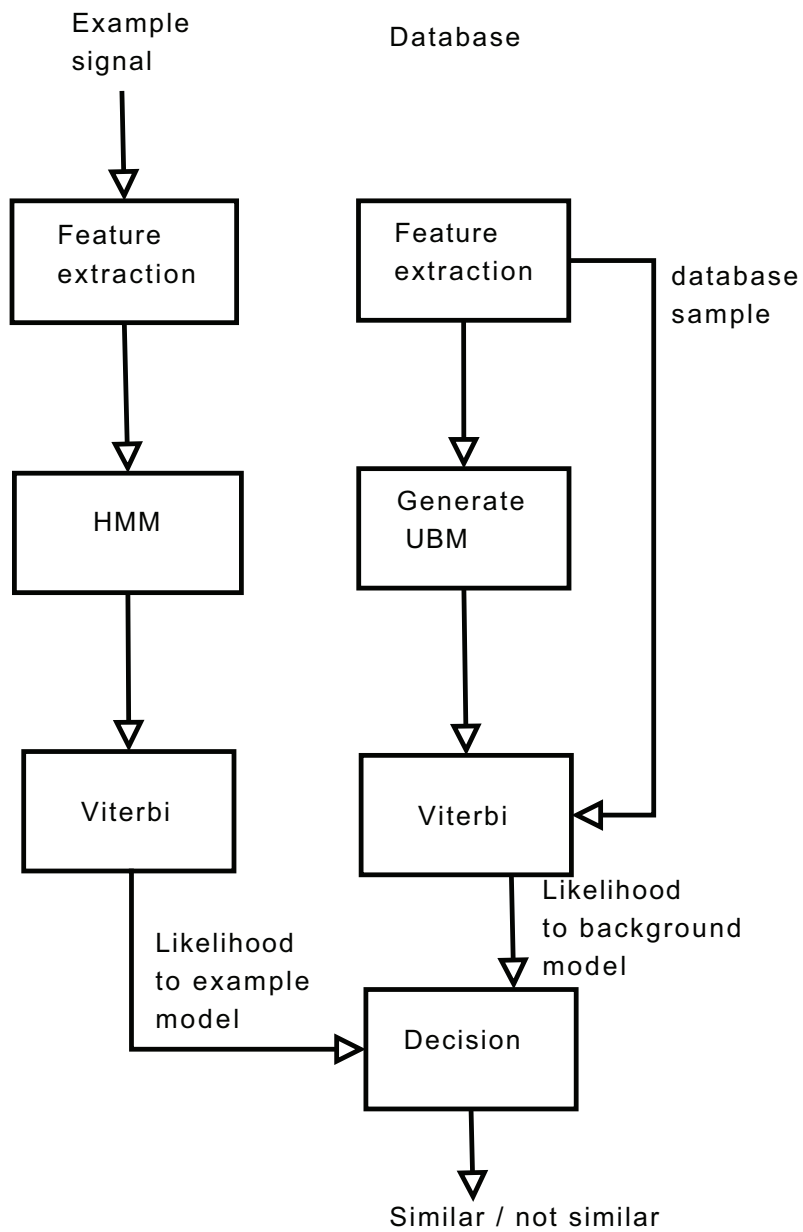 Example
signal
Database
Feature
extraction
Feature
extraction
database
sample
HMM
Generate
UBM
Viterbi
Viterbi
Likelihood
to example
model
Likelihood
to background
model
Decision
Similar / not similar